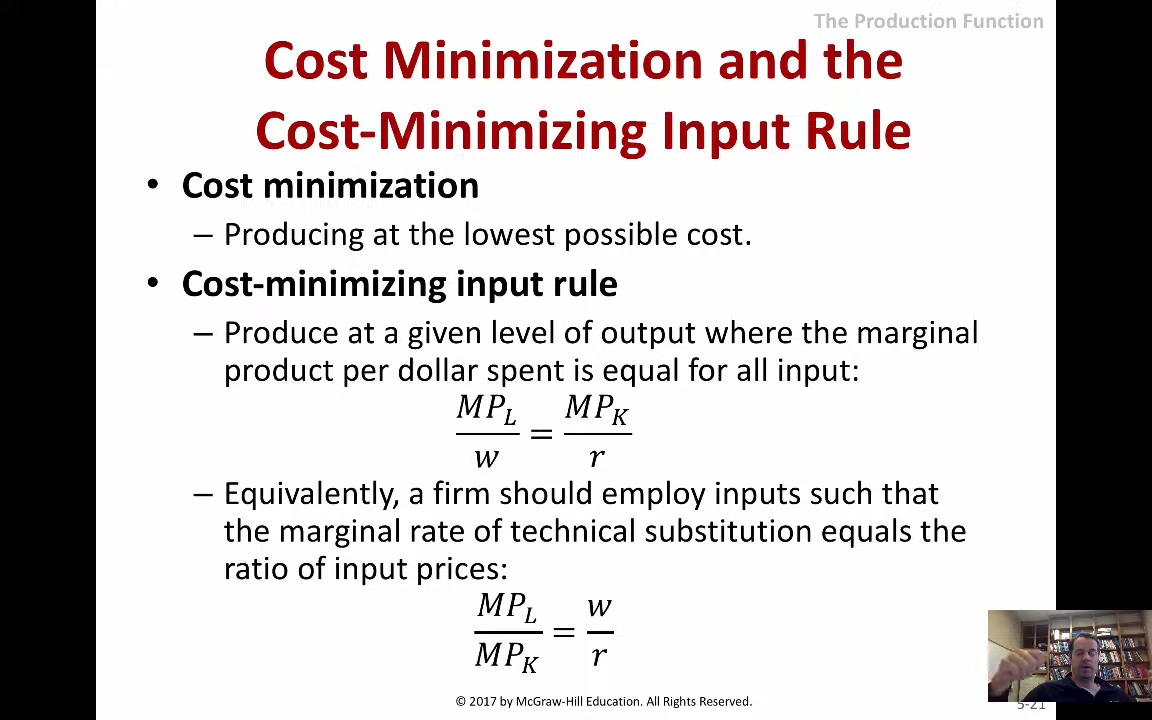 The Production Function
Cost Minimization and the
Cost-Minimizing Input Rule
• Cost minimization
– Producing at the lowest possible cost.
• Cost-minimizing input rule
– Produce at a given level of output where the marginal
product per dollar spent is equal for all input:
MP_L / w = MP_K / r
– Equivalently, a firm should employ inputs such that
the marginal rate of technical substitution equals the
ratio of input prices:
MP_L / MP_K = w / r
© 2017 by McGraw-Hill Education. All Rights Reserved.
5-21